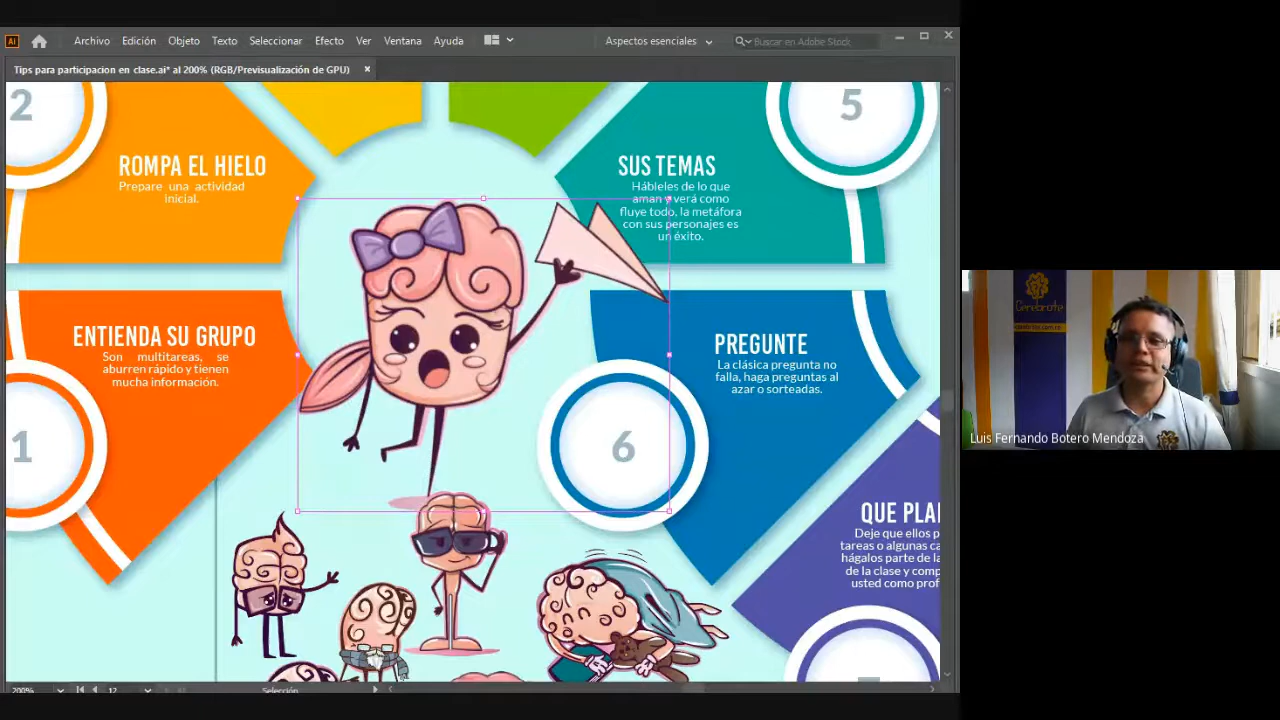 Ai
Archivo Edición Objeto Texto Seleccionar Efecto Ver Ventana Ayuda
Aspectos esenciales
Buscar en Adobe Stock
Tips para participacion en clase.ai* al 200% (RGB/Previsualización de GPU) ×
2
ROMPA EL HIELO
Prepare una actividad
inicial.
5
SUS TEMAS
Hábleles de lo que
aman y verá como
fluye todo, la metáfora
con sus personajes es
un éxito.
ENTIENDA SU GRUPO
Son multitareas, se
aburren rápido y tienen
mucha información.
1
PREGUNTE
La clásica pregunta no
falla, haga preguntas al
azar o sorteadas.
6
QUE PLA
Deje que ellos p
tareas o algunas ca
hágalos parte de la
de la clase y comp
usted como prof
200%
12
Selección
Cerebrote
Luis Fernando Botero Mendoza